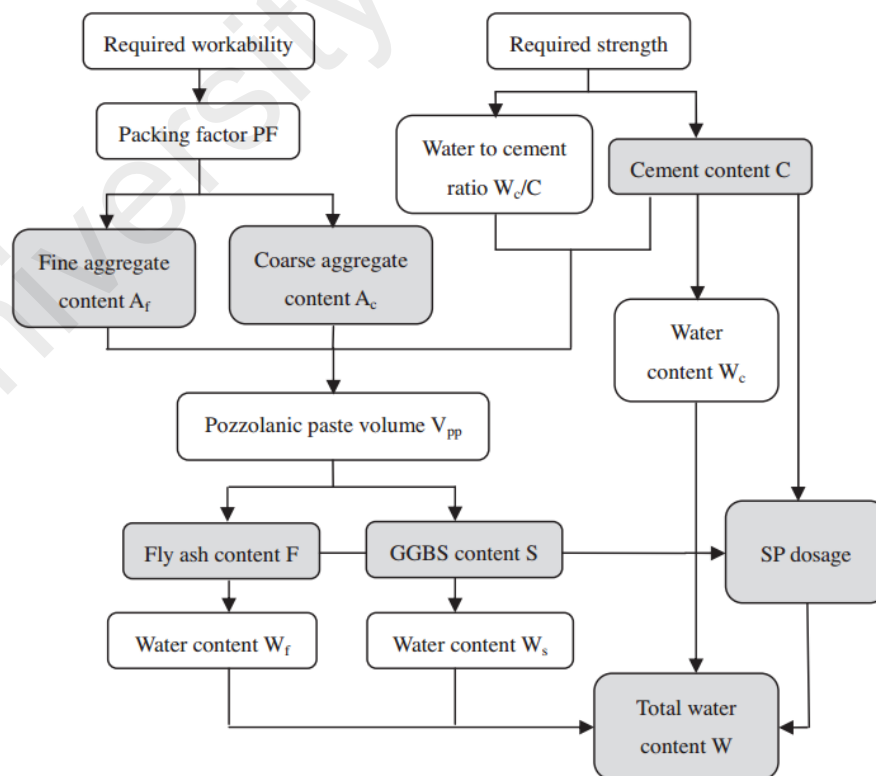 Required workability
Required strength
Packing factor PF
Water to cement
ratio W_c/C
Cement content C
Fine aggregate
content A_f
Coarse aggregate
content A_c
Water
content W_c
Pozzolanic paste volume V_pp
Fly ash content F
GGBS content S
SP dosage
Water content W_f
Water content W_s
Total water
content W
University